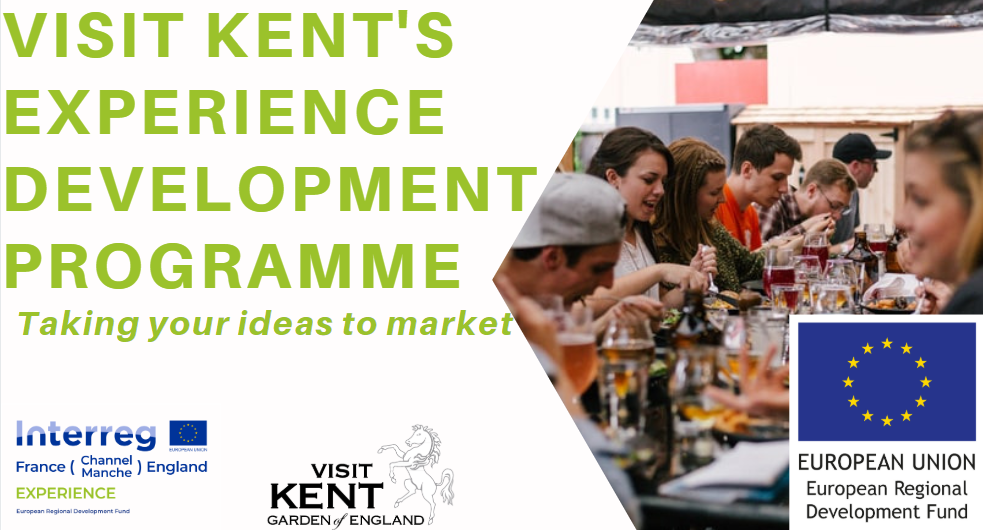 VISIT KENT'S
EXPERIENCE
DEVELOPMENT
PROGRAMME
Taking your ideas to market
Interreg
EUROPEAN UNION
France ( Channel
Manche ) England
EXPERIENCE
European Regional Development Fund
VISIT
KENT
GARDEN of ENGLAND
EUROPEAN UNION
European Regional
Development Fund